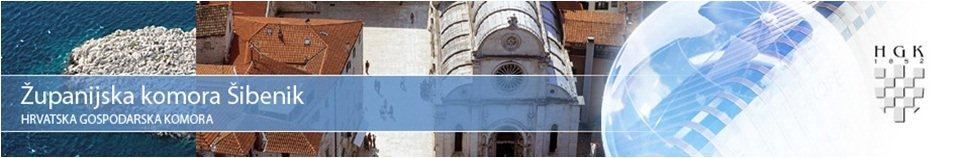 Županijska komora Šibenik
HRVATSKA GOSPODARSKA KOMORA
HGK
1852